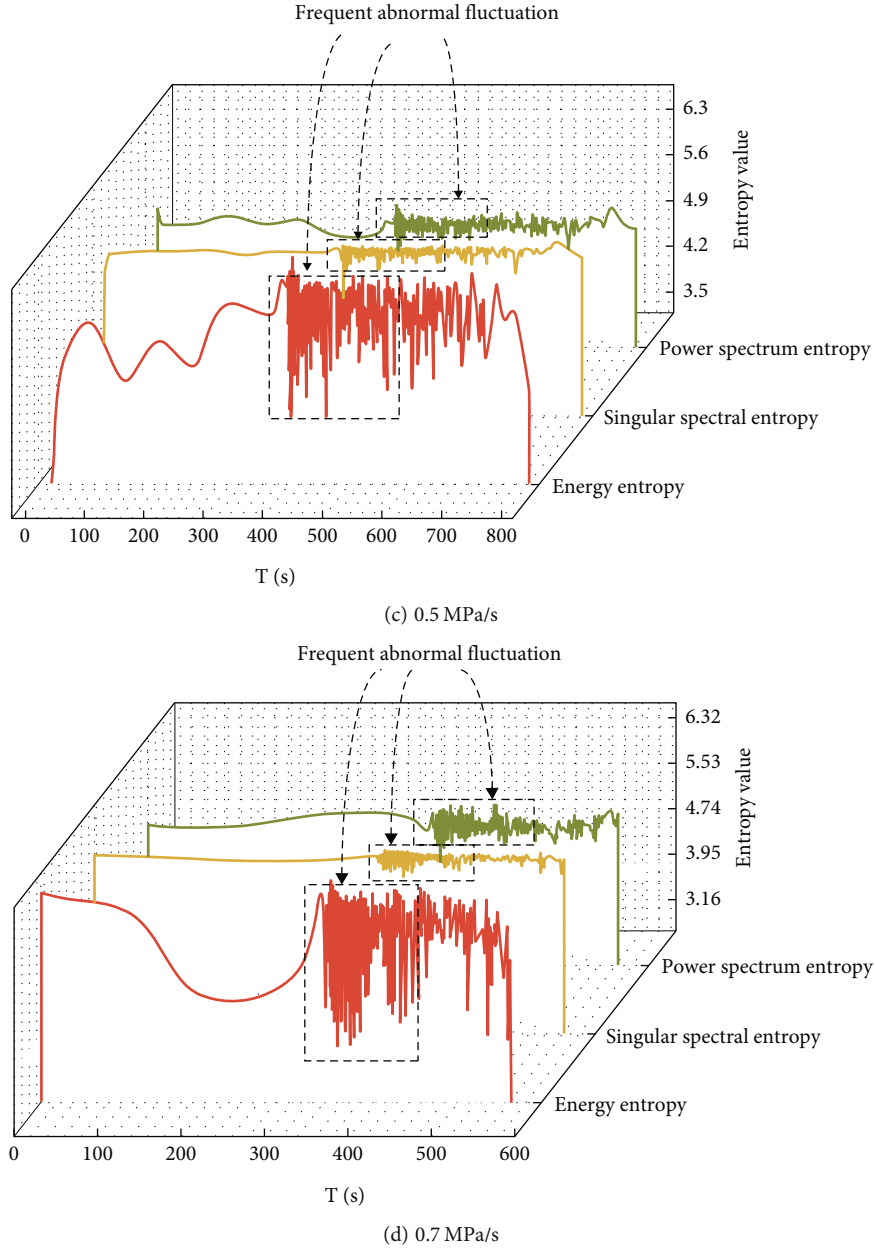 Frequent abnormal fluctuation
6.3
5.6
4.9
4.2
3.5
Entropy value
Power spectrum entropy
Singular spectral entropy
Energy entropy
0 100 200 300 400 500 600 700 800
T (s)
(c) 0.5 MPa/s
Frequent abnormal fluctuation
6.32
5.53
4.74
3.95
3.16
Entropy value
Power spectrum entropy
Singular spectral entropy
Energy entropy
0 100 200 300 400 500 600
T (s)
(d) 0.7 MPa/s